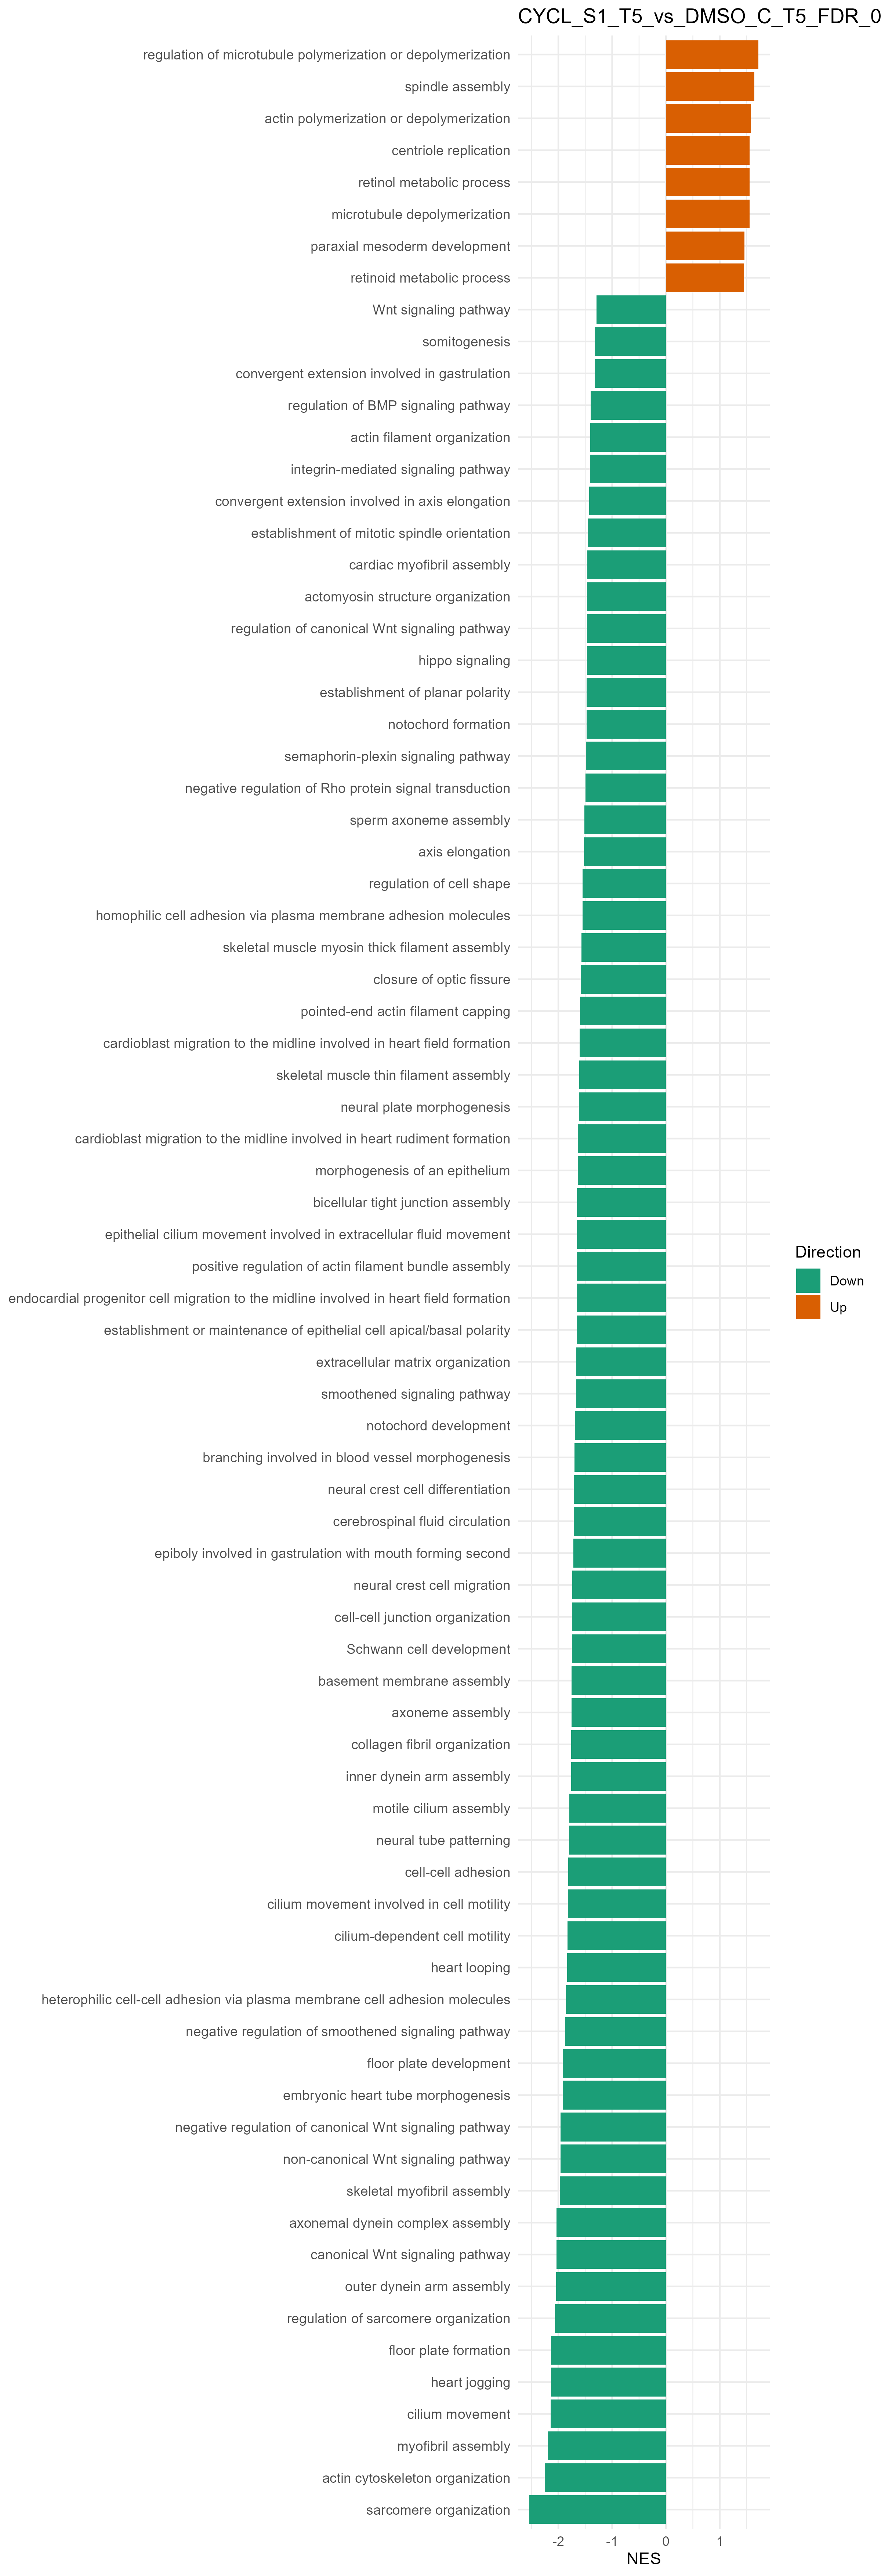 CYCL_S1_T5_vs_DMSO_C_T5_FDR_0
regulation of microtubule polymerization or depolymerization
spindle assembly
actin polymerization or depolymerization
centriole replication
retinol metabolic process
microtubule depolymerization
paraxial mesoderm development
retinoid metabolic process
Wnt signaling pathway
somitogenesis
convergent extension involved in gastrulation
regulation of BMP signaling pathway
actin filament organization
integrin-mediated signaling pathway
convergent extension involved in axis elongation
establishment of mitotic spindle orientation
cardiac myofibril assembly
actomyosin structure organization
regulation of canonical Wnt signaling pathway
hippo signaling
establishment of planar polarity
notochord formation
semaphorin-plexin signaling pathway
negative regulation of Rho protein signal transduction
sperm axoneme assembly
axis elongation
regulation of cell shape
homophilic cell adhesion via plasma membrane adhesion molecules
skeletal muscle myosin thick filament assembly
closure of optic fissure
pointed-end actin filament capping
cardioblast migration to the midline involved in heart field formation
skeletal muscle thin filament assembly
neural plate morphogenesis
cardioblast migration to the midline involved in heart rudiment formation
morphogenesis of an epithelium
bicellular tight junction assembly
epithelial cilium movement involved in extracellular fluid movement
positive regulation of actin filament bundle assembly
endocardial progenitor cell migration to the midline involved in heart field formation
establishment or maintenance of epithelial cell apical/basal polarity
extracellular matrix organization
smoothened signaling pathway
notochord development
branching involved in blood vessel morphogenesis
neural crest cell differentiation
cerebrospinal fluid circulation
epiboly involved in gastrulation with mouth forming second
neural crest cell migration
cell-cell junction organization
Schwann cell development
basement membrane assembly
axoneme assembly
collagen fibril organization
inner dynein arm assembly
motile cilium assembly
neural tube patterning
cell-cell adhesion
cilium movement involved in cell motility
cilium-dependent cell motility
heart looping
heterophilic cell-cell adhesion via plasma membrane cell adhesion molecules
negative regulation of smoothened signaling pathway
floor plate development
embryonic heart tube morphogenesis
negative regulation of canonical Wnt signaling pathway
non-canonical Wnt signaling pathway
skeletal myofibril assembly
axonemal dynein complex assembly
canonical Wnt signaling pathway
outer dynein arm assembly
regulation of sarcomere organization
floor plate formation
heart jogging
cilium movement
myofibril assembly
actin cytoskeleton organization
sarcomere organization
-2 -1 0 1
NES
Direction
Down
Up